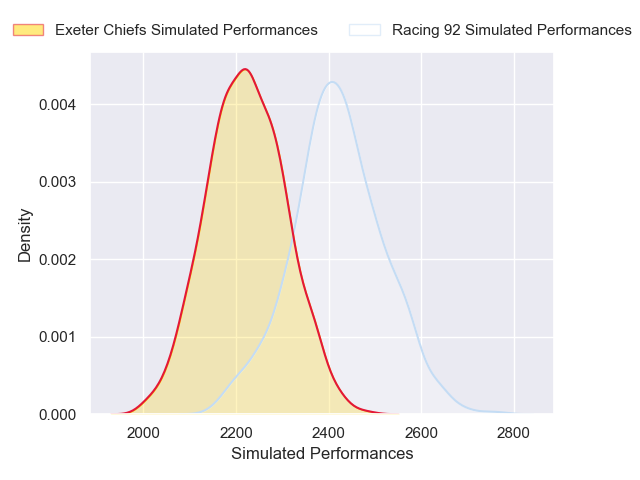 Exeter Chiefs Simulated Performances Racing 92 Simulated Performances
0.004
0.003
0.002
0.001
0.000
Density
2000 2200 2400 2600 2800
Simulated Performances